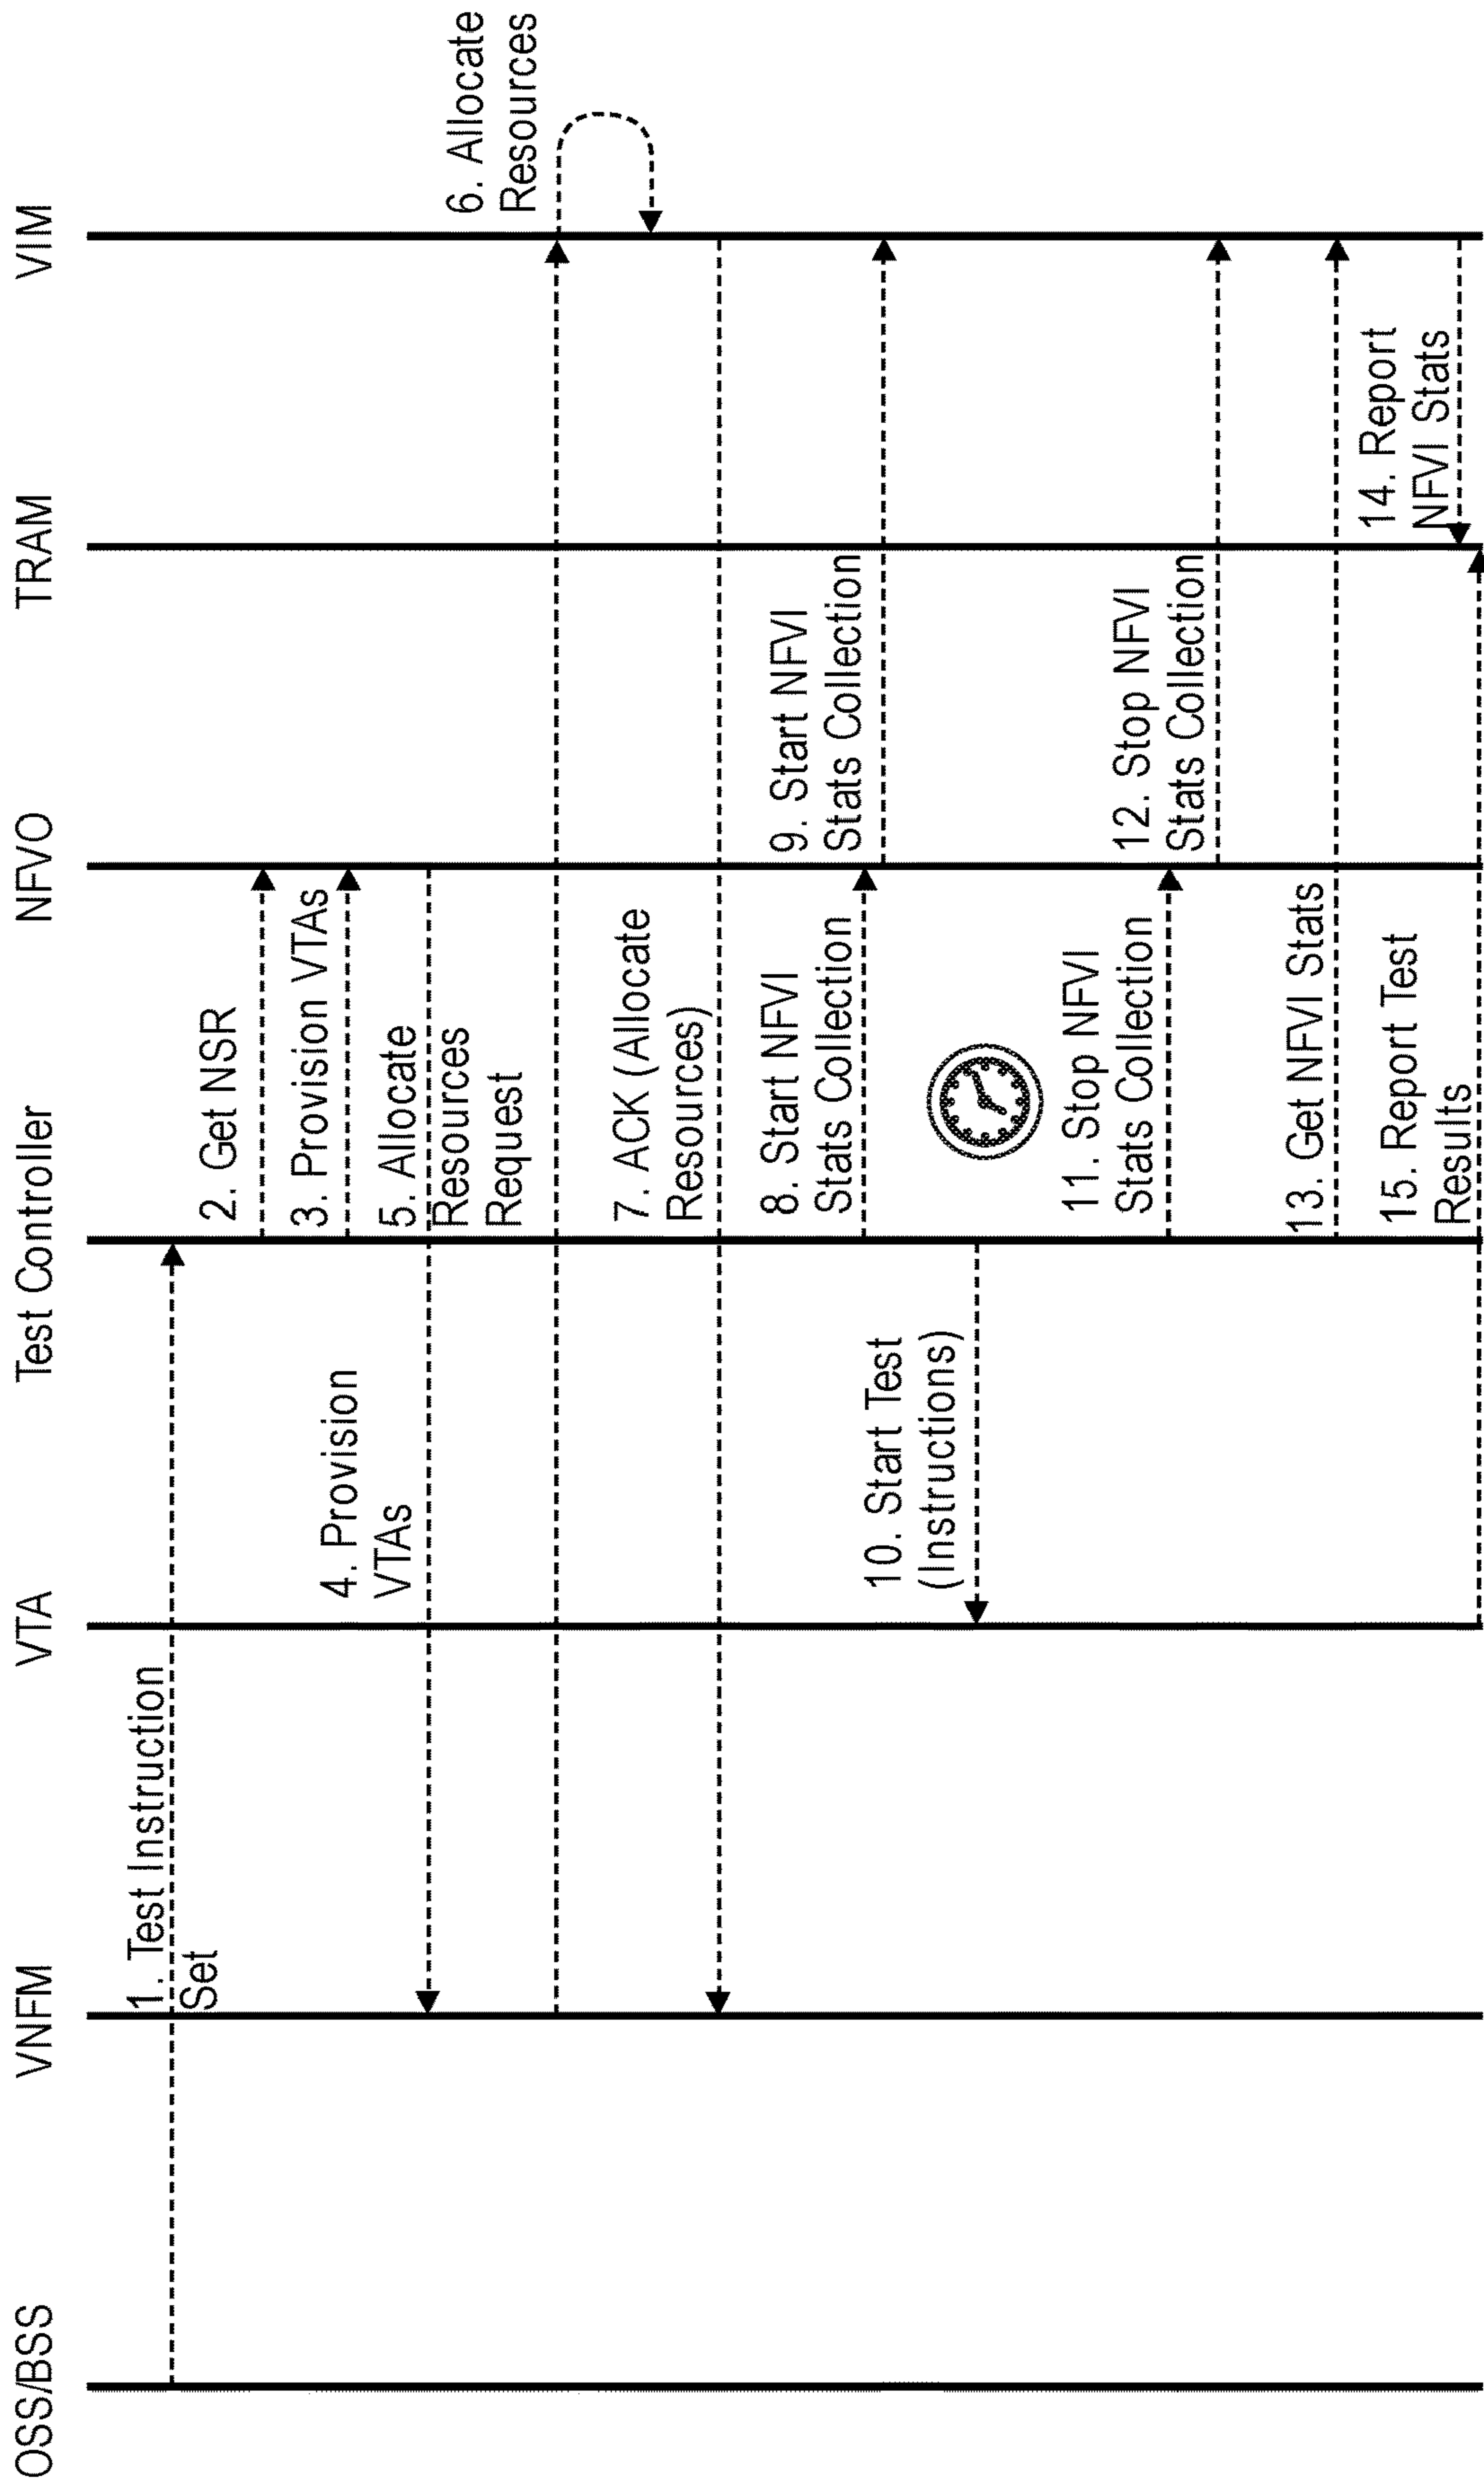 OSS/BSS
VNFM
VTA
Test Controller
NFVO
TRAM
VIM
1. Test Instruction
Set
2. Get NSR
3. Provision VTAs
4. Provision
VTAs
5. Allocate
Resources
Request
6. Allocate
Resources
7. ACK (Allocate
Resources)
8. Start NFVI
Stats Collection
9. Start NFVI
Stats Collection
10. Start Test
(Instructions)
11. Stop NFVI
Stats Collection
12. Stop NFVI
Stats Collection
13. Get NFVI Stats
14. Report
NFVI Stats
15. Report Test
Results